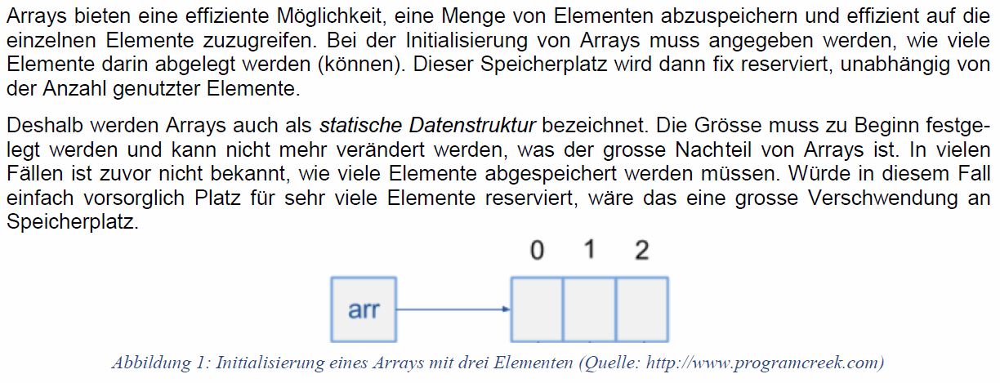 Arrays bieten eine effiziente Möglichkeit, eine Menge von Elementen abzuspeichern und effizient auf die
einzelnen Elemente zuzugreifen. Bei der Initialisierung von Arrays muss angegeben werden, wie viele
Elemente darin abgelegt werden (können). Dieser Speicherplatz wird dann fix reserviert, unabhängig von
der Anzahl genutzter Elemente.
Deshalb werden Arrays auch als statische Datenstruktur bezeichnet. Die Grösse muss zu Beginn festge-
legt werden und kann nicht mehr verändert werden, was der grosse Nachteil von Arrays ist. In vielen
Fällen ist zuvor nicht bekannt, wie viele Elemente abgespeichert werden müssen. Würde in diesem Fall
einfach vorsorglich Platz für sehr viele Elemente reserviert, wäre das eine grosse Verschwendung an
Speicherplatz.
0 1 2
arr
Abbildung 1: Initialisierung eines Arrays mit drei Elementen (Quelle: http://www.programcreek.com)